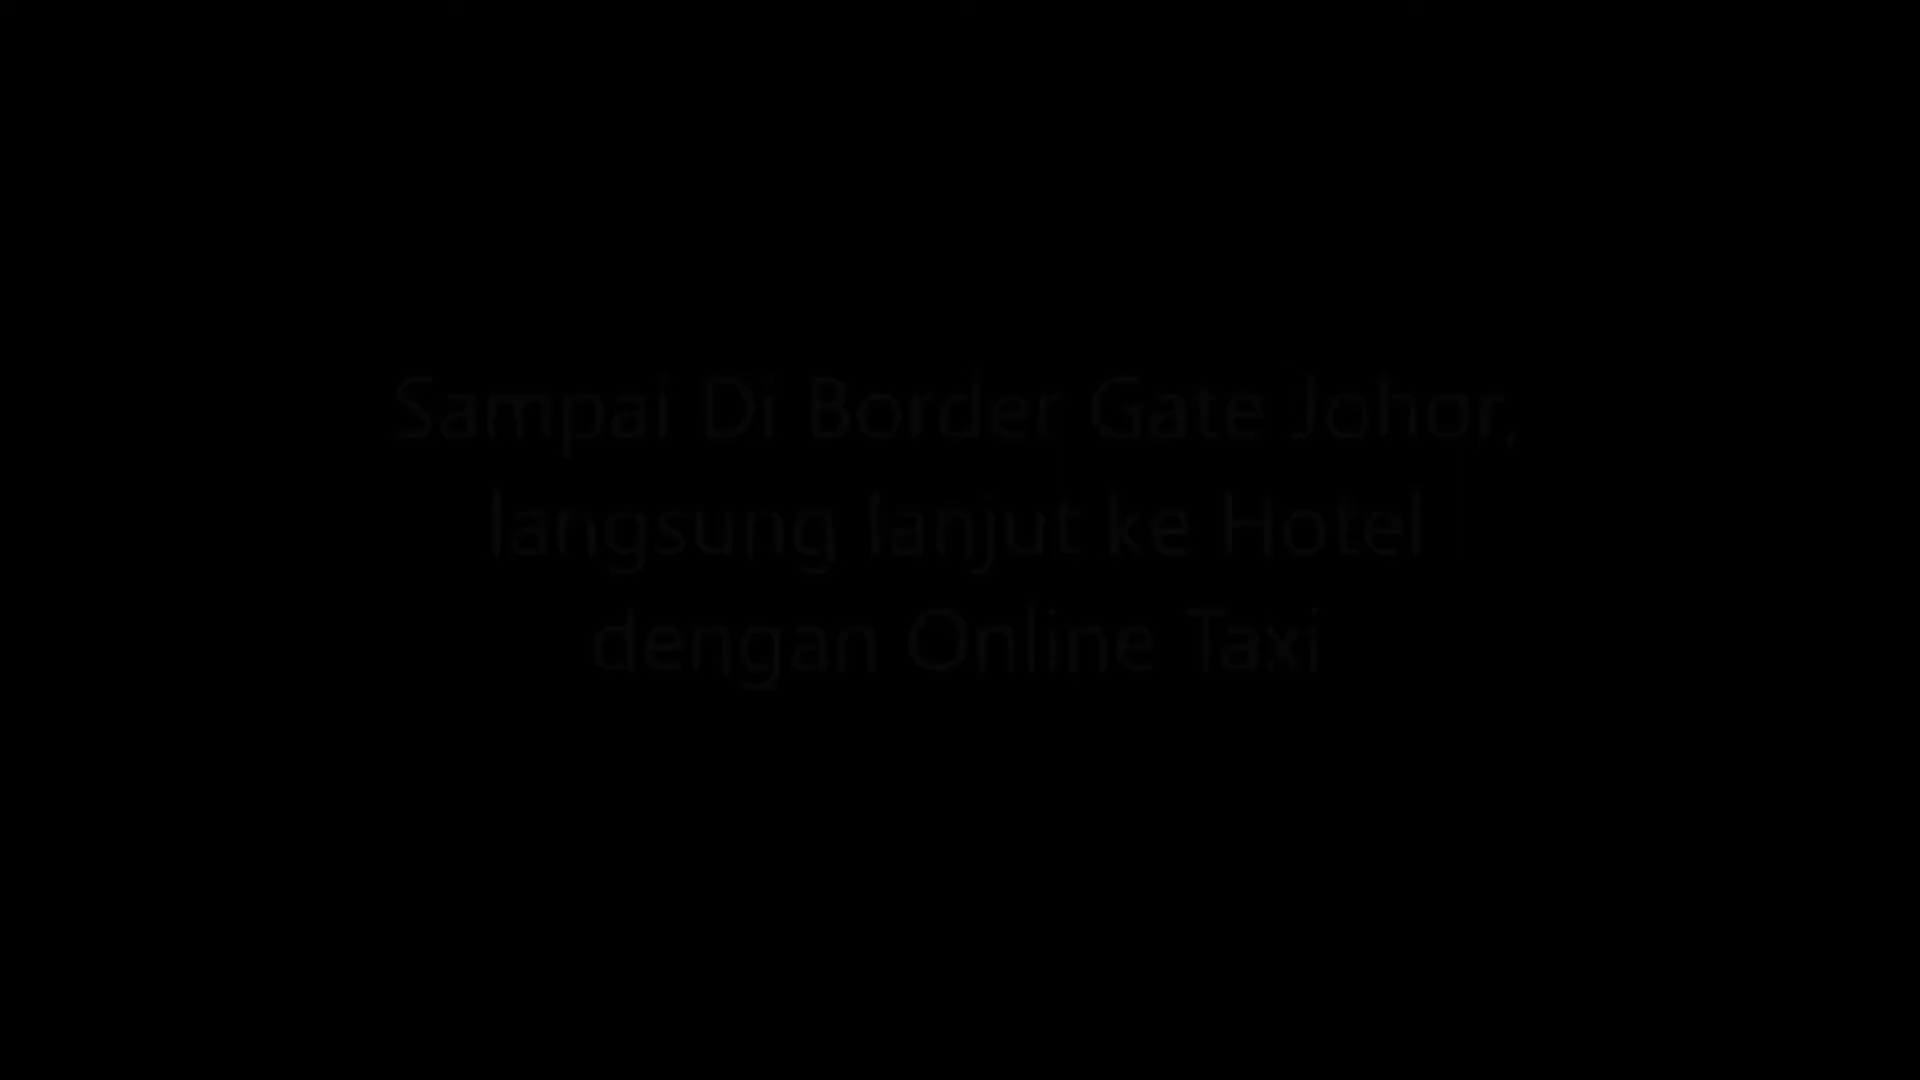 Sampai Di Border Gate Johor,
langsung lanjut ke Hotel
dengan Online Taxi